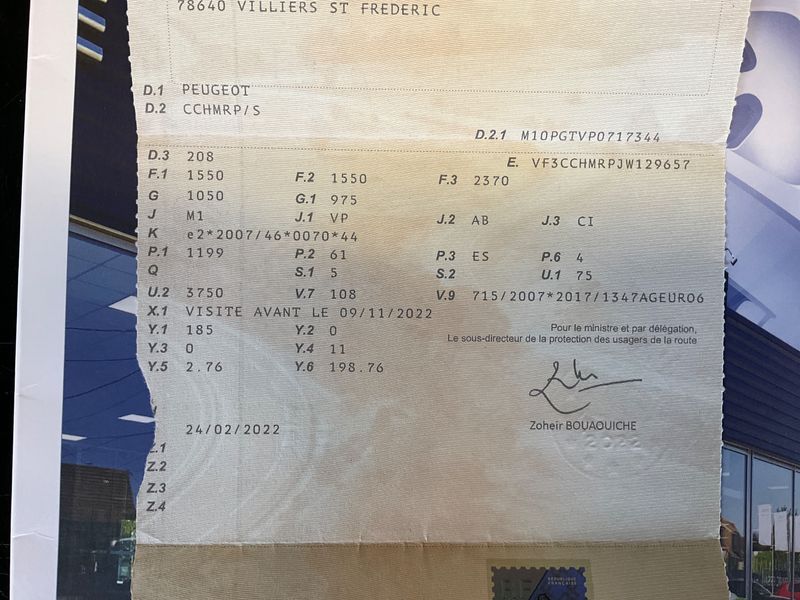 78640 VILLIERS ST FREDERIC
D.1 PEUGEOT
D.2 CCHMRP/S
D.2.1 M10PGTVP0717344
D.3 208 E. VF3CCHMRPJW129657
F.1 1550 F.2 1550 F.3 2370
G 1050 G.1 975
J M1 J.1 VP J.2 AB J.3 CI
K e2*2007/46*0070*44
P.1 1199 P.2 61 P.3 ES P.6 4
Q S.1 5 S.2 U.1 75
U.2 3750 V.7 108 V.9 715/2007*2017/1347AGEURO6
X.1 VISITE AVANT LE 09/11/2022
Y.1 185 Y.2 0
Y.3 0 Y.4 11
Y.5 2.76 Y.6 198.76
Pour le ministre et par délégation,
Le sous-directeur de la protection des usagers de la route
Zoheir BOUAOUICHE
2022
24/02/2022
Z.1
Z.2
Z.3
Z.4
RÉPUBLIQUE
FRANÇAISE